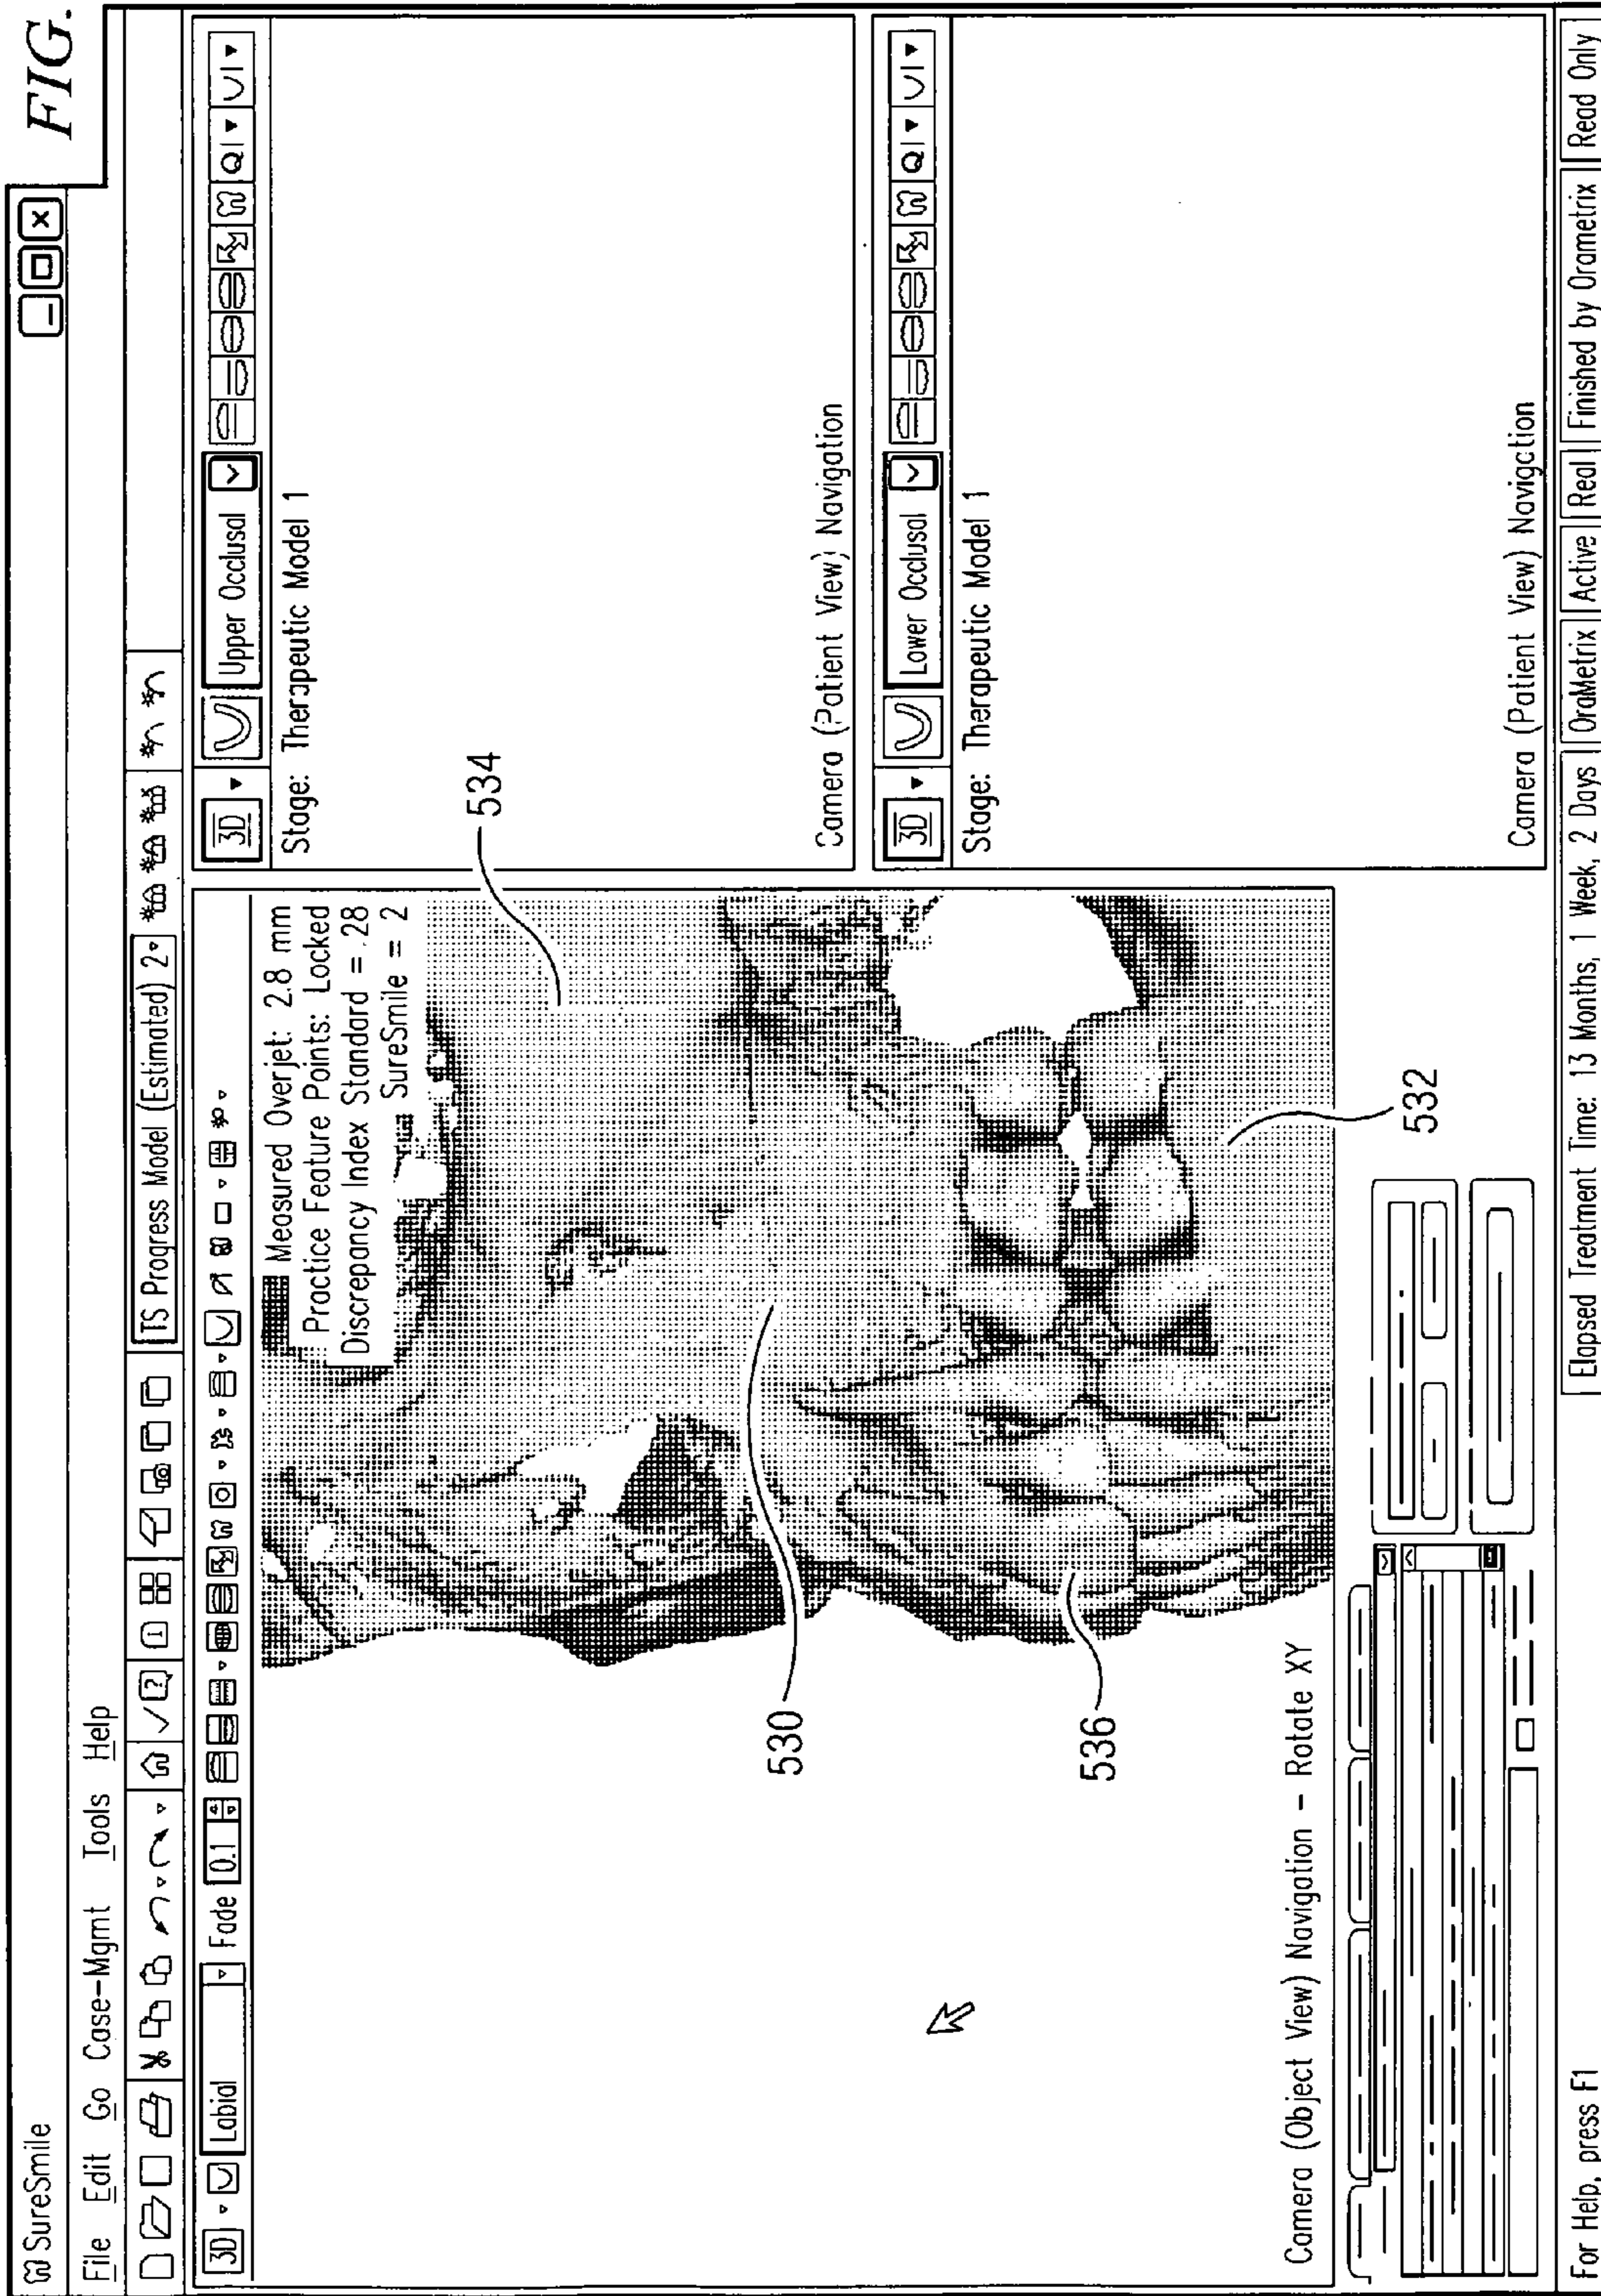 FIG.
SureSmile
File Edit Go Case-Mgmt Tools Help
TS Progress Model (Estimated) 2
3D Labial Fade 0.1
Measured Overjet: 2.8 mm
Practice Feature Points: Locked
Discrepancy Index Standard = .28
SureSmile = 2
534
530
536
532
Camera (Object View) Navigation - Rotate XY
3D Upper Occlusal
Stage: Therapeutic Model 1
Camera (Patient View) Navigation
3D Lower Occlusal
Stage: Therapeutic Model 1
Camera (Patient View) Navigction
For Help, press F1
Elapsed Treatment Time: 13 Months, 1 Week, 2 Days OraMetrix Active Real Finished by Orametrix Read Only